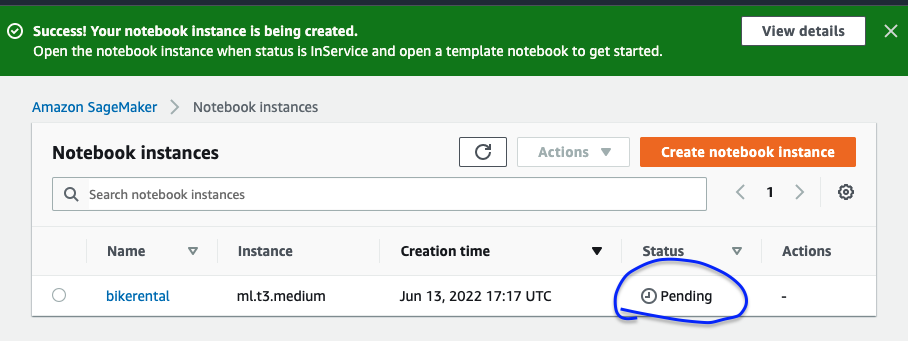 Success! Your notebook instance is being created.
View details
Open the notebook instance when status is InService and open a template notebook to get started.
Amazon SageMaker > Notebook instances
Notebook instances
Actions
Create notebook instance
Search notebook instances
1
Name Instance Creation time Status Actions
bikerental ml.t3.medium Jun 13, 2022 17:17 UTC Pending -